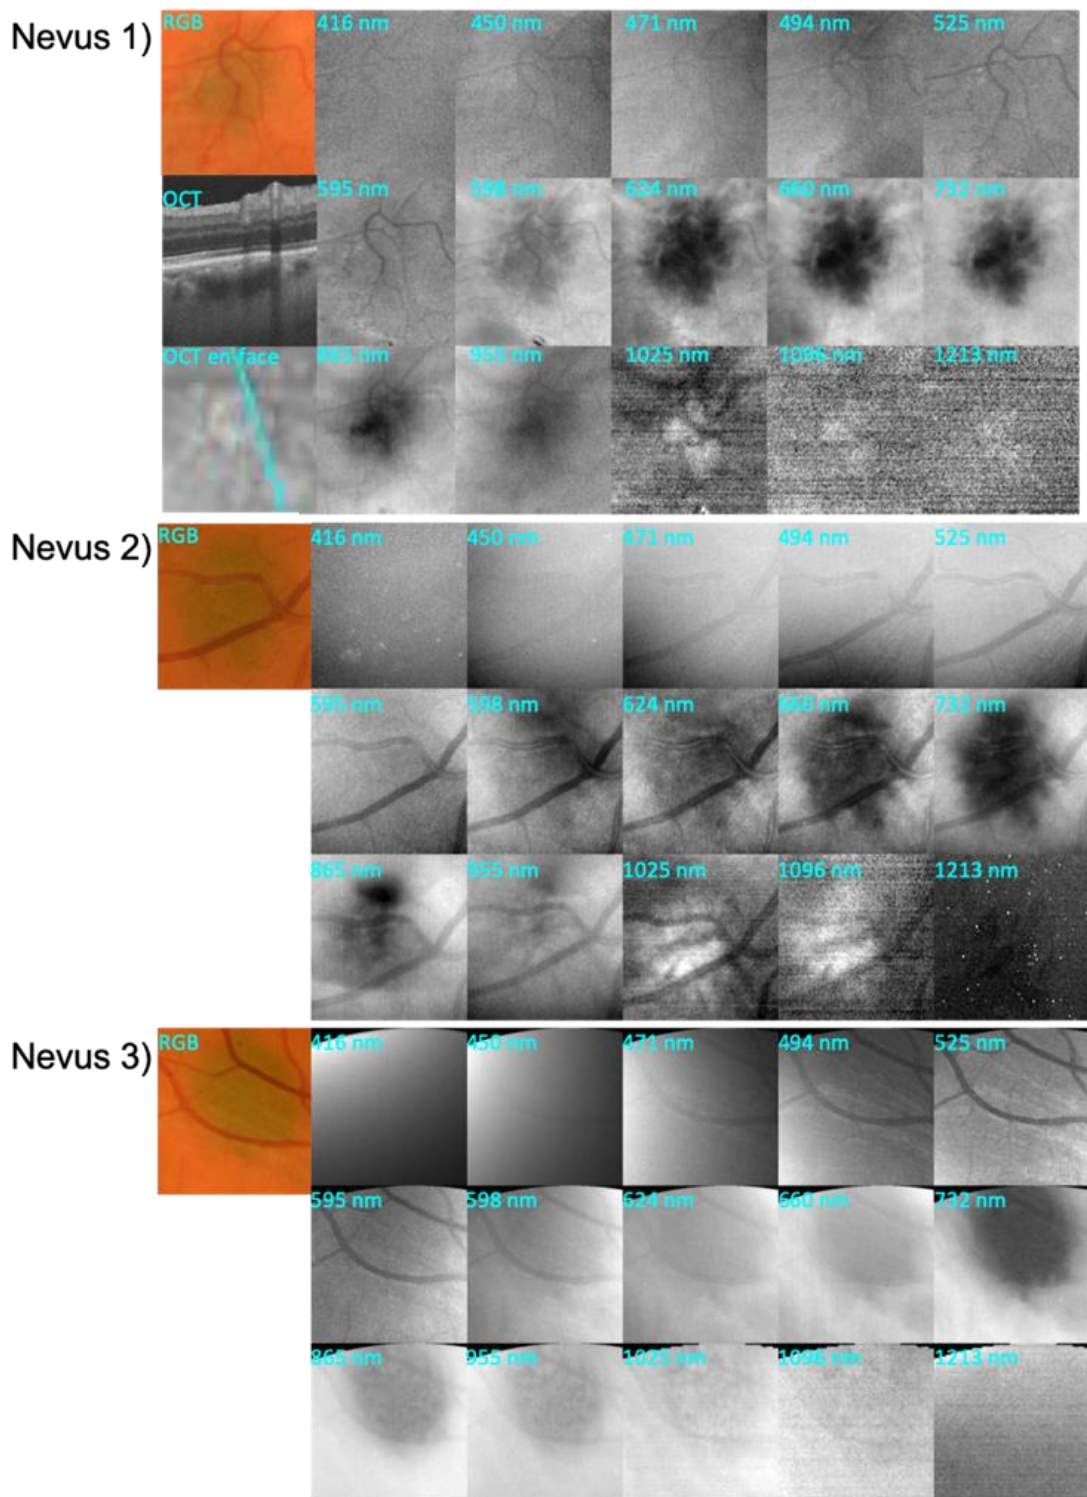 Nevus 1)
RGB
416 nm
450 nm
471 nm
494 nm
525 nm
OCT
595 nm
598 nm
624 nm
660 nm
732 nm
OCT en-face
865 nm
955 nm
1025 nm
1096 nm
1213 nm
Nevus 2)
RGB
416 nm
450 nm
471 nm
494 nm
525 nm
595 nm
598 nm
624 nm
660 nm
732 nm
865 nm
955 nm
1025 nm
1096 nm
1213 nm
Nevus 3)
RGB
416 nm
450 nm
471 nm
494 nm
525 nm
595 nm
598 nm
624 nm
660 nm
732 nm
865 nm
955 nm
1025 nm
1096 nm
1213 nm